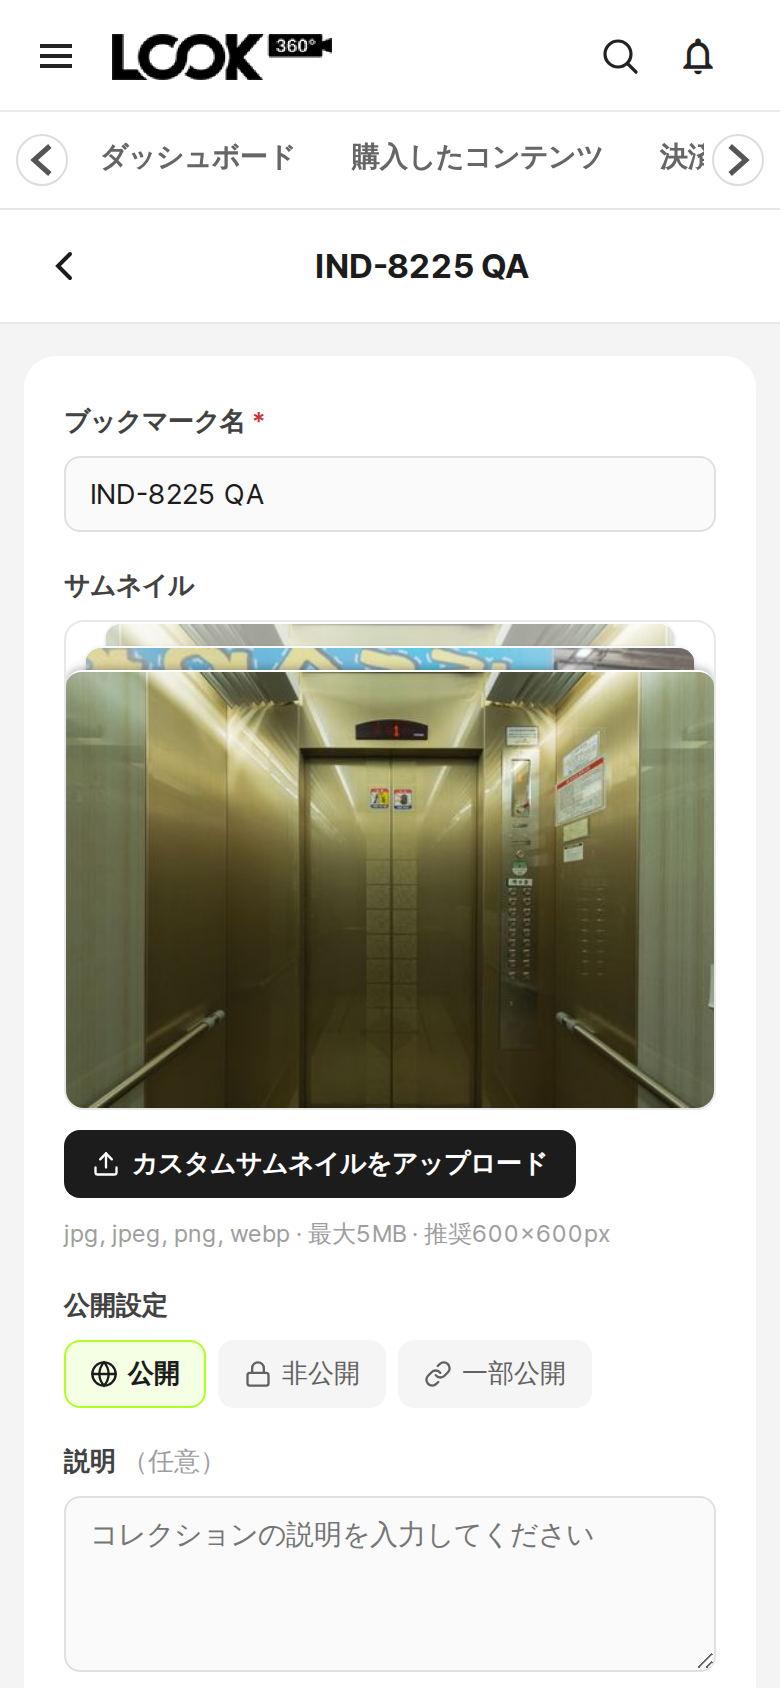 LOOK 360°
ダッシュボード 購入したコンテンツ 決済
IND-8225 QA
ブックマーク名 *
IND-8225 QA
サムネイル
1
カスタムサムネイルをアップロード
jpg, jpeg, png, webp · 最大5MB · 推奨600×600px
公開設定
公開 非公開 一部公開
説明 （任意）
コレクションの説明を入力してください